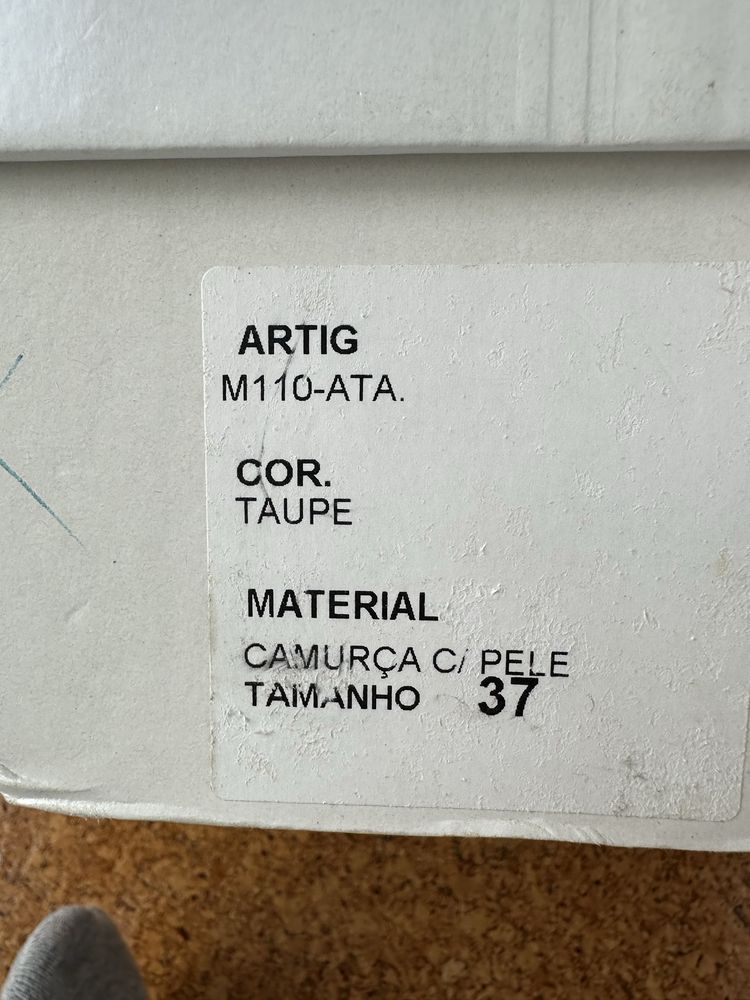 ARTIG
M110-ATA.
COR.
TAUPE
MATERIAL
CAMURÇA C/ PELE
TAMANHO 37